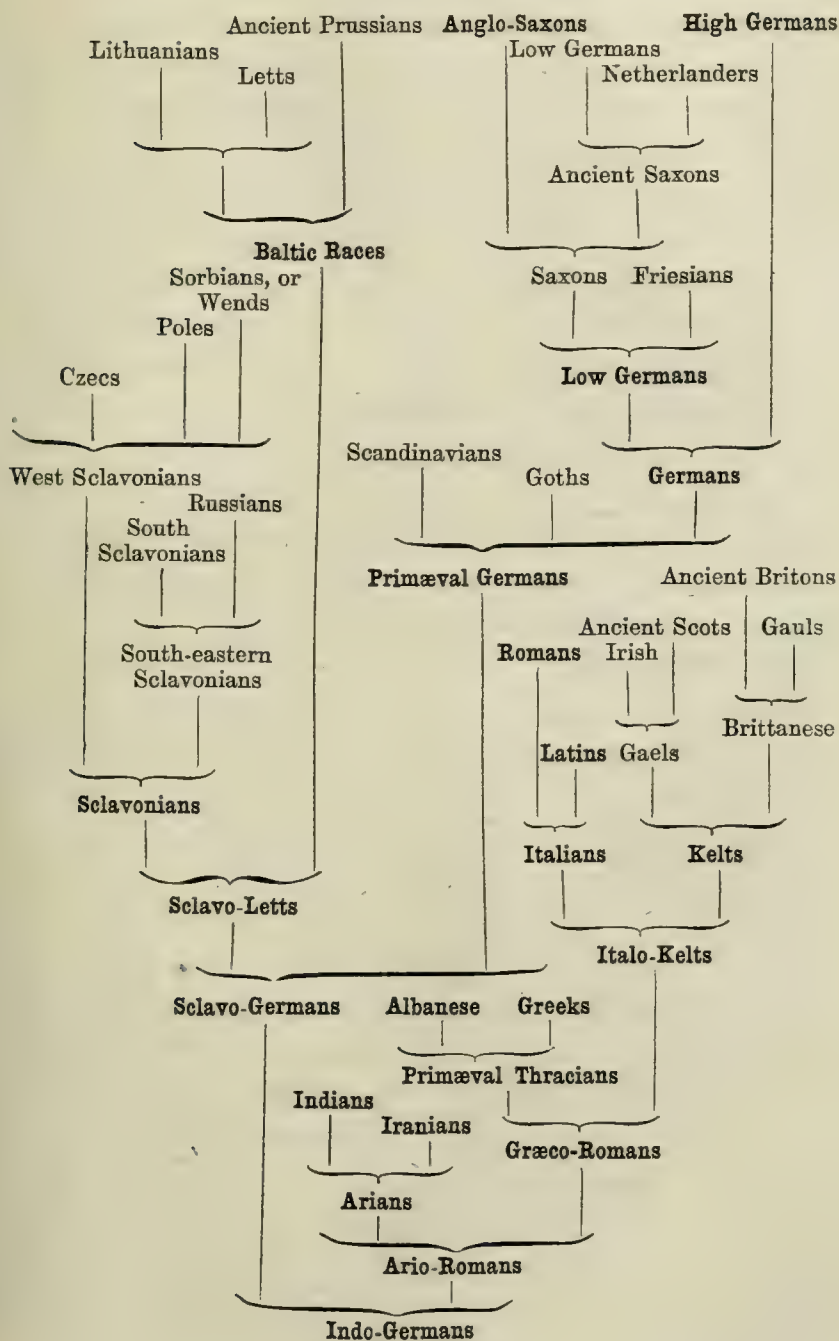 Ancient Prussians
Anglo-Saxons
High Germans
Lithuanians
Low Germans
Letts
Netherlanders
Ancient Saxons
Baltic Races
Sorbians, or
Wends
Saxons
Friesians
Poles
Czecs
Low Germans
West Sclavonians
Scandinavians
Goths
Germans
Russians
South
Sclavonians
Primæval Germans
Ancient Britons
South-eastern
Sclavonians
Romans
Ancient Scots
Irish
Gauls
Brittanese
Latins
Gaels
Sclavonians
Italians
Kelts
Sclavo-Letts
Italo-Kelts
Sclavo-Germans
Albanese
Greeks
Primæval Thracians
Indians
Iranians
Græco-Romans
Arians
Ario-Romans
Indo-Germans